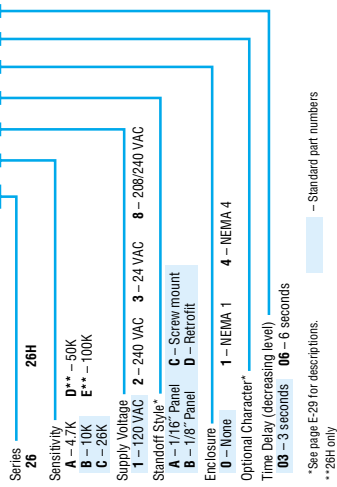 Series
26 26H
Sensitivity
A – 4.7K D** – 50K
B – 10K E** – 100K
C – 26K
Supply Voltage
1 – 120 VAC 2 – 240 VAC 3 – 24 VAC 8 – 208/240 VAC
Standoff Style*
A – 1/16″ Panel C – Screw mount
B – 1/8″ Panel D – Retrofit
Enclosure
0 – None 1 – NEMA 1 4 – NEMA 4
Optional Character*
Time Delay (decreasing level)
03 – 3 seconds 06 – 6 seconds
*See page E-29 for descriptions. – Standard part numbers
**26H only